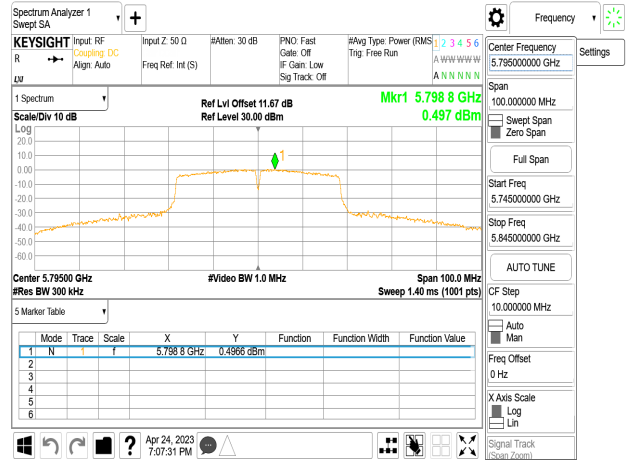 Spectrum Analyzer 1
Swept SA
+
Frequency
Settings
KEYSIGHT
Input: RF
Coupling: DC
Align: Auto
Input Z: 50 Ω
Freq Ref: Int (S)
#Atten: 30 dB
PNO: Fast
Gate: Off
IF Gain: Low
Sig Track: Off
#Avg Type: Power (RMS
Trig: Free Run
1 2 3 4 5 6
A W W W W W
A N N N N N
R
LXI
1 Spectrum
Scale/Div 10 dB
Ref Lvl Offset 11.67 dB
Ref Level 30.00 dBm
Mkr1 5.798 8 GHz
0.497 dBm
Log
20.0
10.0
0.00
-10.0
-20.0
-30.0
-40.0
-50.0
-60.0
1
Center 5.79500 GHz
#Res BW 300 kHz
#Video BW 1.0 MHz
Span 100.0 MHz
Sweep 1.40 ms (1001 pts)
5 Marker Table
Mode Trace Scale X Y Function Function Width Function Value
1 N 1 f 5.798 8 GHz 0.4966 dBm
2
3
4
5
6
Center Frequency
5.795000000 GHz
Span
100.000000 MHz
Swept Span
Zero Span
Full Span
Start Freq
5.745000000 GHz
Stop Freq
5.845000000 GHz
AUTO TUNE
CF Step
10.000000 MHz
Auto
Man
Freq Offset
0 Hz
X Axis Scale
Log
Lin
Signal Track
(Span Zoom)
?
Apr 24, 2023
7:07:31 PM